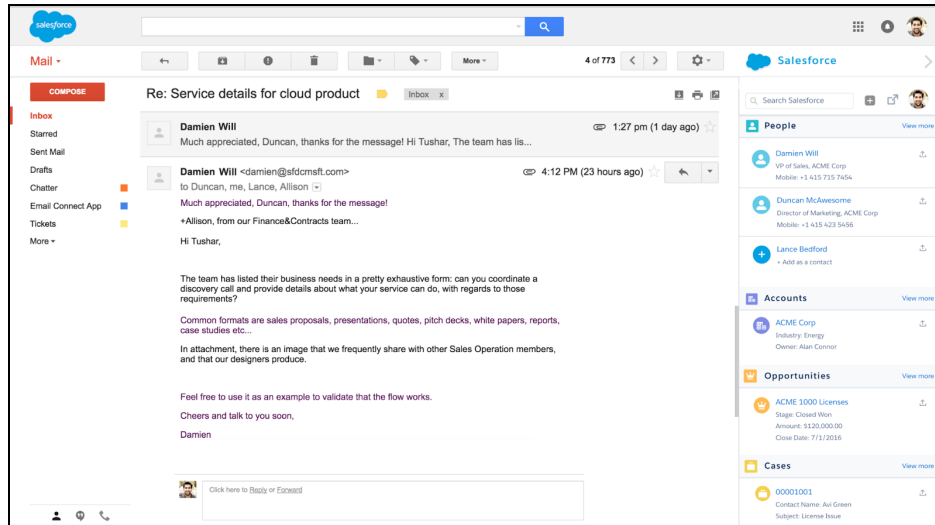 salesforce
Mail
More
4 of 773
Salesforce
COMPOSE
Inbox
Starred
Sent Mail
Drafts
Chatter
Email Connect App
Tickets
More
Re: Service details for cloud product
Inbox x
Damien Will
1:27 pm (1 day ago)
Much appreciated, Duncan, thanks for the message! Hi Tushar, The team has lis...
Damien Will <damien@sfdcmsft.com>
4:12 PM (23 hours ago)
to Duncan, me, Lance, Allison
Much appreciated, Duncan, thanks for the message!
+Allison, from our Finance&Contracts team...
Hi Tushar,
The team has listed their business needs in a pretty exhaustive form: can you coordinate a
discovery call and provide details about what your service can do, with regards to those
requirements?
Common formats are sales proposals, presentations, quotes, pitch decks, white papers, reports,
case studies etc...
In attachment, there is an image that we frequently share with other Sales Operation members,
and that our designers produce.
Feel free to use it as an example to validate that the flow works.
Cheers and talk to you soon,
Damien
Click here to Reply or Forward
Search Salesforce
People
View more
Damien Will
VP of Sales, ACME Corp
Mobile: +1 415 715 7454
Duncan McAwesome
Director of Marketing, ACME Corp
Mobile: +1 415 423 5456
Lance Bedford
+ Add as a contact
Accounts
View more
ACME Corp
Industry: Energy
Owner: Alan Connor
Opportunities
View more
ACME 1000 Licenses
Stage: Closed Won
Amount: $120,000.00
Close Date: 7/1/2016
Cases
View more
00001001
Contact Name: Avi Green
Subject: License Issue